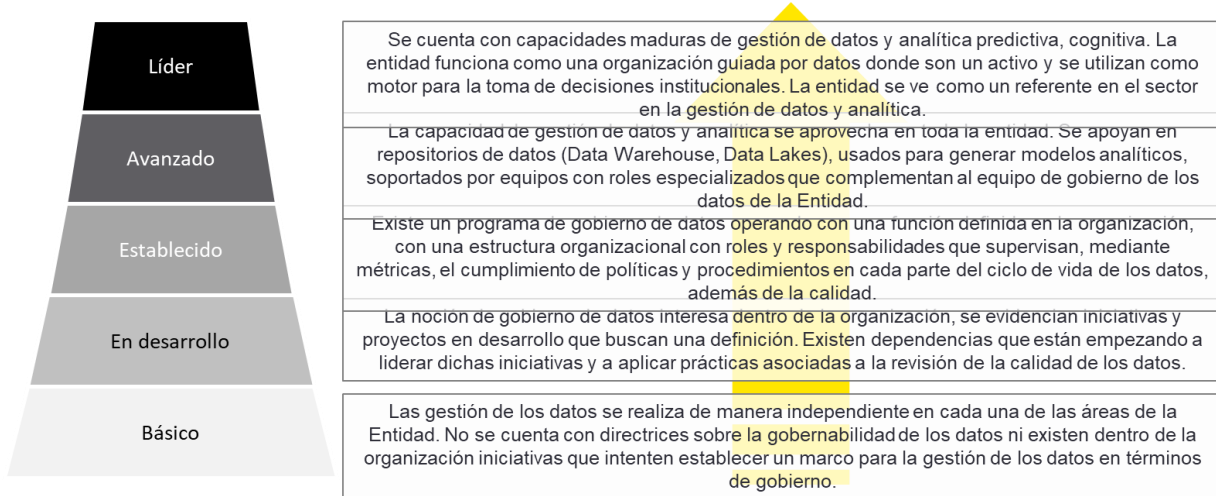 Líder
Se cuenta con capacidades maduras de gestión de datos y analítica predictiva, cognitiva. La
entidad funciona como una organización guiada por datos donde son un activo y se utilizan como
motor para la toma de decisiones institucionales. La entidad se ve como un referente en el sector
en la gestión de datos y analítica.
Avanzado
La capacidad de gestión de datos y analítica se aprovecha en toda la entidad. Se apoyan en
repositorios de datos (Data Warehouse, Data Lakes), usados para generar modelos analíticos,
soportados por equipos con roles especializados que complementan al equipo de gobierno de los
datos de la Entidad.
Establecido
Existe un programa de gobierno de datos operando con una función definida en la organización,
con una estructura organizacional con roles y responsabilidades que supervisan, mediante
métricas, el cumplimiento de políticas y procedimientos en cada parte del ciclo de vida de los datos,
además de la calidad.
En desarrollo
La noción de gobierno de datos interesa dentro de la organización, se evidencian iniciativas y
proyectos en desarrollo que buscan una definición. Existen dependencias que están empezando a
liderar dichas iniciativas y a aplicar prácticas asociadas a la revisión de la calidad de los datos.
Básico
Las gestión de los datos se realiza de manera independiente en cada una de las áreas de la
Entidad. No se cuenta con directrices sobre la gobernabilidad de los datos ni existen dentro de la
organización iniciativas que intenten establecer un marco para la gestión de los datos en términos
de gobierno.